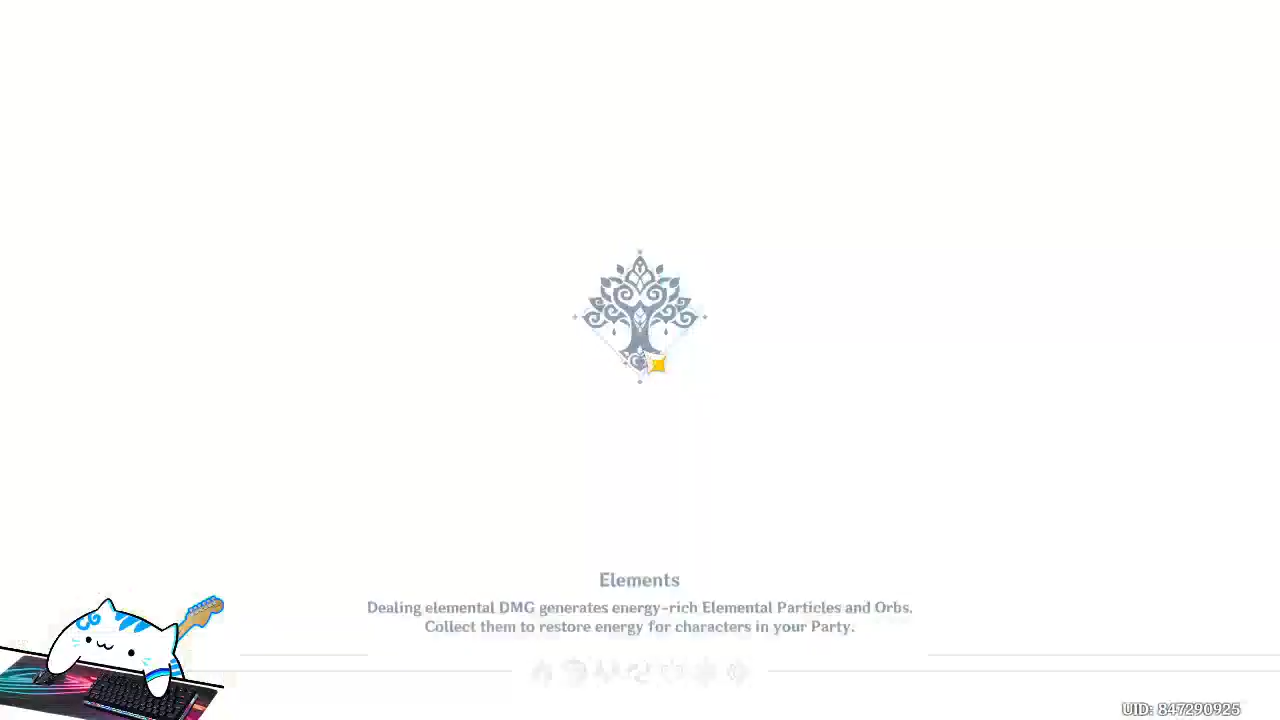 Elements
Dealing elemental DMG generates energy-rich Elemental Particles and Orbs.
Collect them to restore energy for characters in your Party.
UID: 847290925